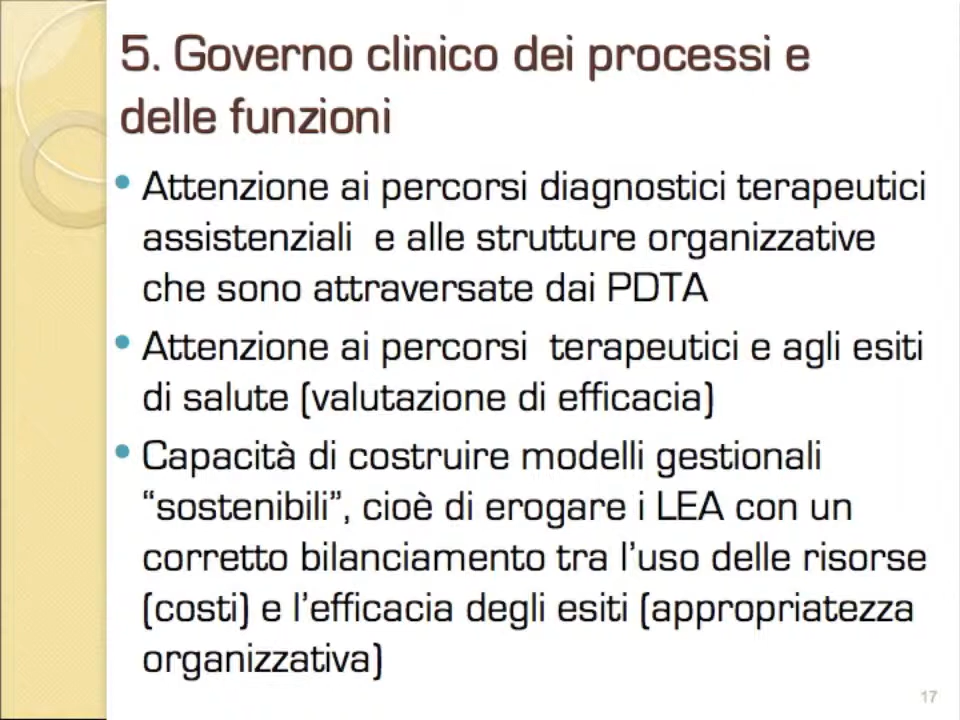 5. Governo clinico dei processi e
delle funzioni
• Attenzione ai percorsi diagnostici terapeutici
assistenziali  e alle strutture organizzative
che sono attraversate dai PDTA
• Attenzione ai percorsi  terapeutici e agli esiti
di salute (valutazione di efficacia)
• Capacità di costruire modelli gestionali
“sostenibili”, cioè di erogare i LEA con un
corretto bilanciamento tra l’uso delle risorse
(costi) e l’efficacia degli esiti (appropriatezza
organizzativa)
17